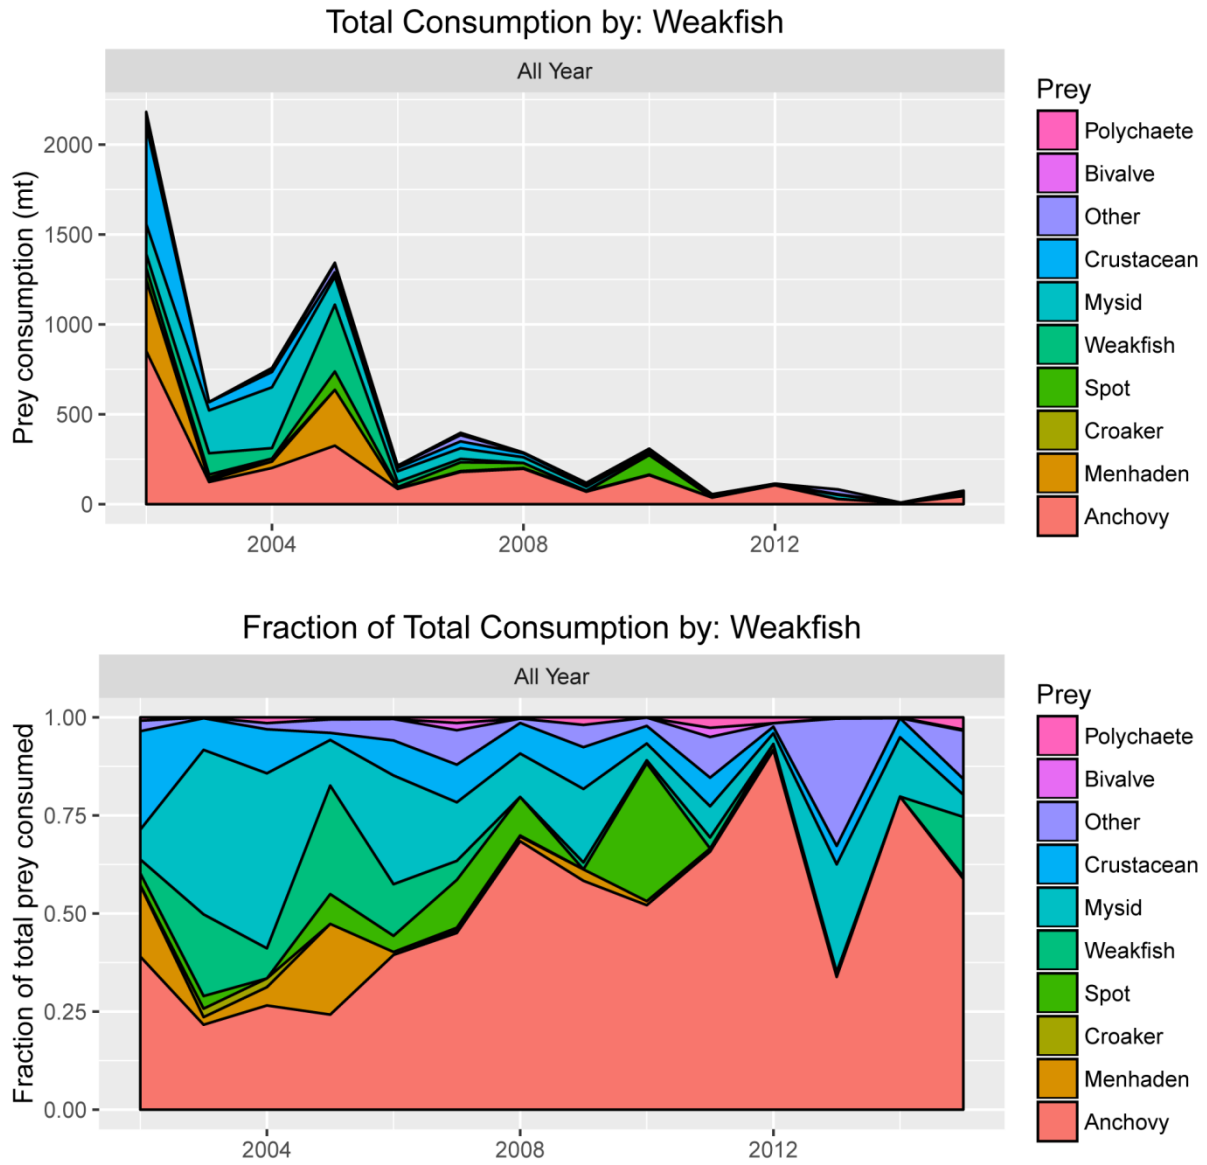 Total Consumption by: Weakfish
All Year
Prey consumption (mt)
2000
1500
1000
500
0
2004
2008
2012
Prey
Polychaete
Bivalve
Other
Crustacean
Mysid
Weakfish
Spot
Croaker
Menhaden
Anchovy
Fraction of Total Consumption by: Weakfish
All Year
Fraction of total prey consumed
1.00
0.75
0.50
0.25
0.00
2004
2008
2012
Prey
Polychaete
Bivalve
Other
Crustacean
Mysid
Weakfish
Spot
Croaker
Menhaden
Anchovy